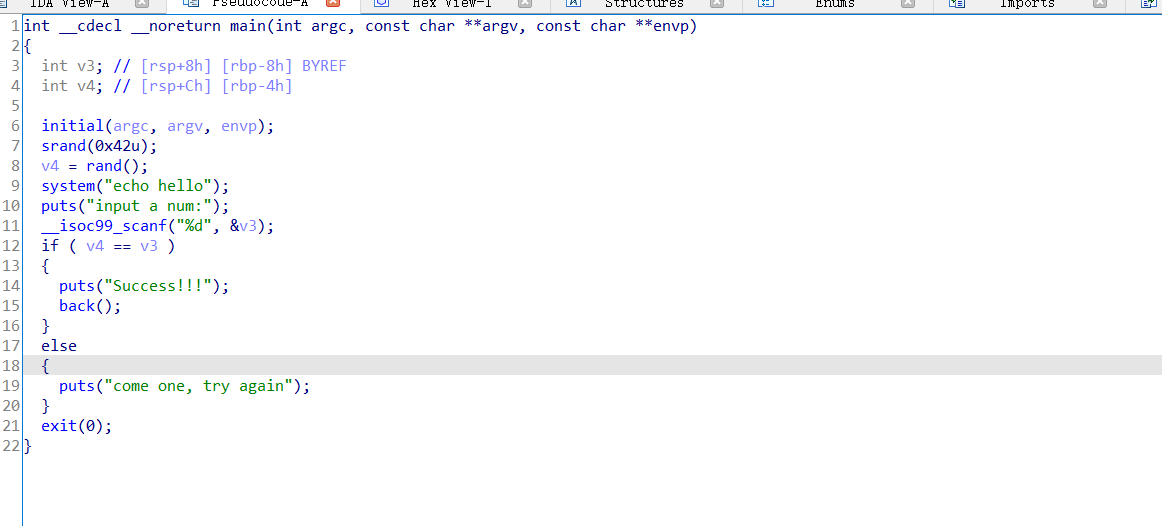 IDA View-A Pseudocode-A Hex View-1 Structures Enums Imports
1 int __cdecl __noreturn main(int argc, const char **argv, const char **envp)
2 {
3   int v3; // [rsp+8h] [rbp-8h] BYREF
4   int v4; // [rsp+Ch] [rbp-4h]
5
6   initial(argc, argv, envp);
7   srand(0x42u);
8   v4 = rand();
9   system("echo hello");
10   puts("input a num:");
11   __isoc99_scanf("%d", &v3);
12   if ( v4 == v3 )
13   {
14     puts("Success!!!");
15     back();
16   }
17   else
18   {
19     puts("come one, try again");
20   }
21   exit(0);
22 }